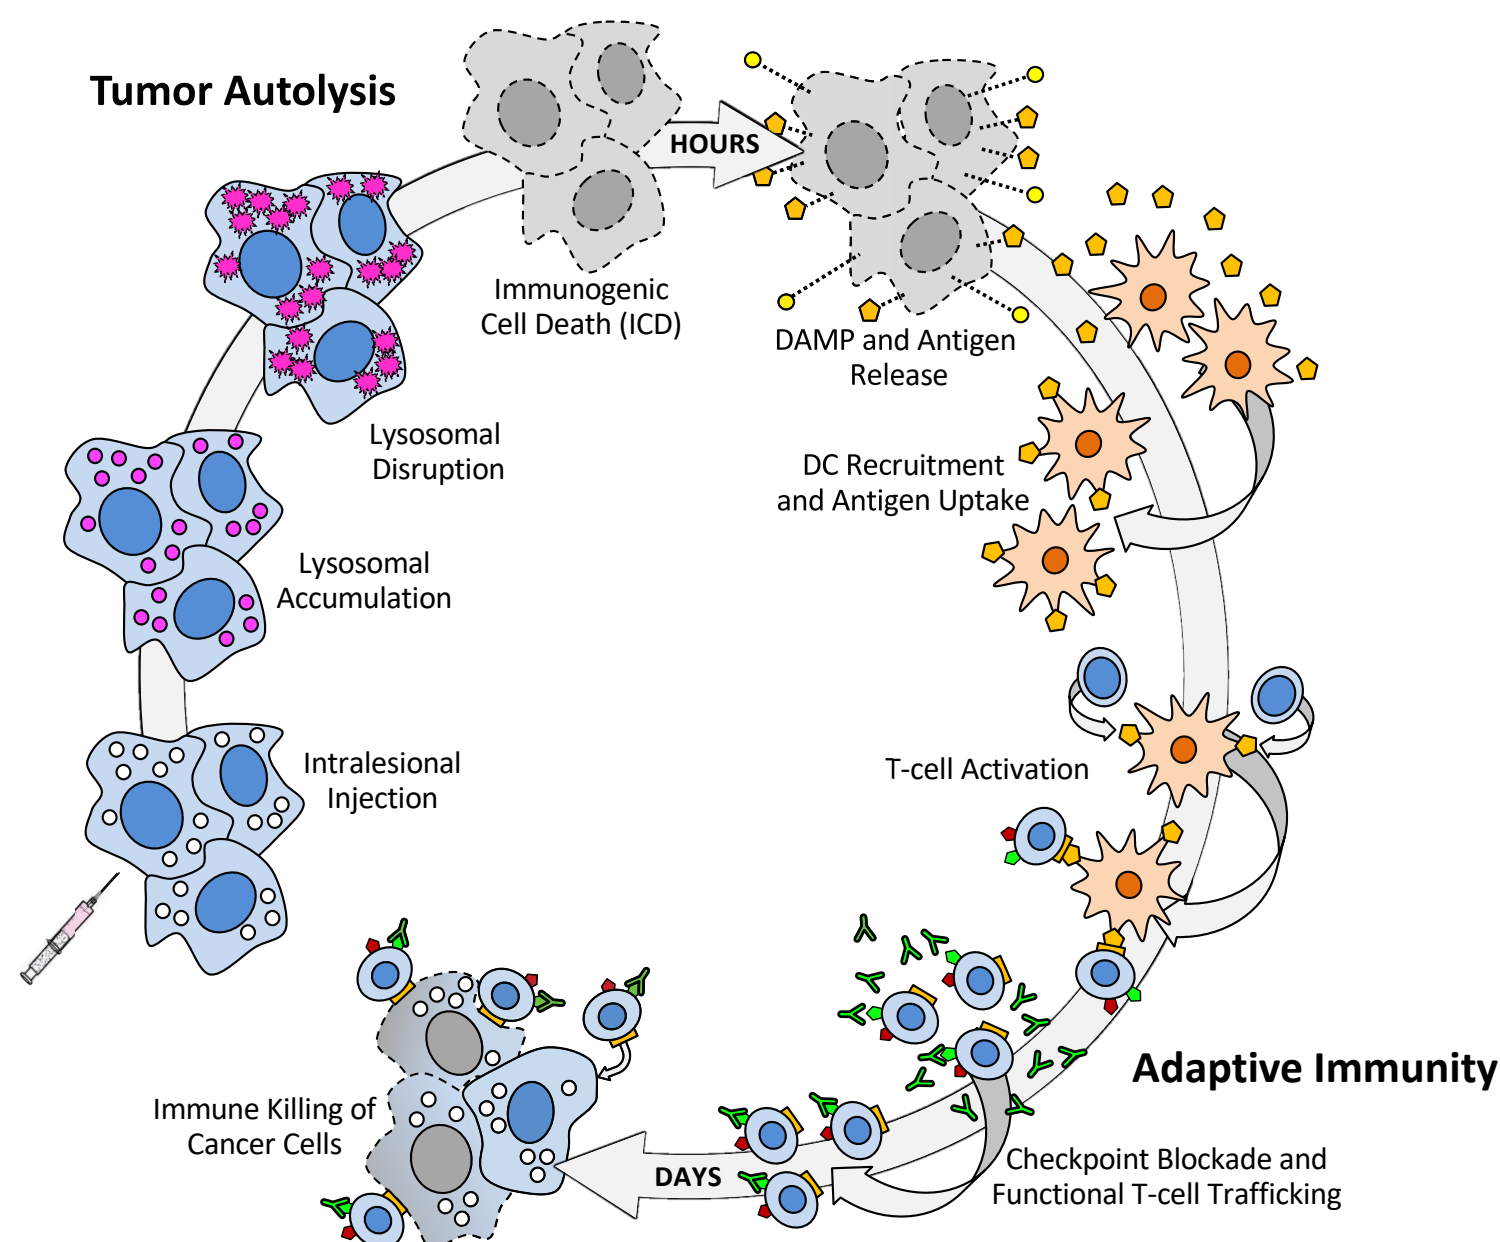 Tumor Autolysis
HOURS
Immunogenic
Cell Death (ICD)
DAMP and Antigen
Release
Lysosomal
Disruption
DC Recruitment
and Antigen Uptake
Lysosomal
Accumulation
Intralesional
Injection
T-cell Activation
Adaptive Immunity
Immune Killing of
Cancer Cells
DAYS
Checkpoint Blockade and
Functional T-cell Trafficking